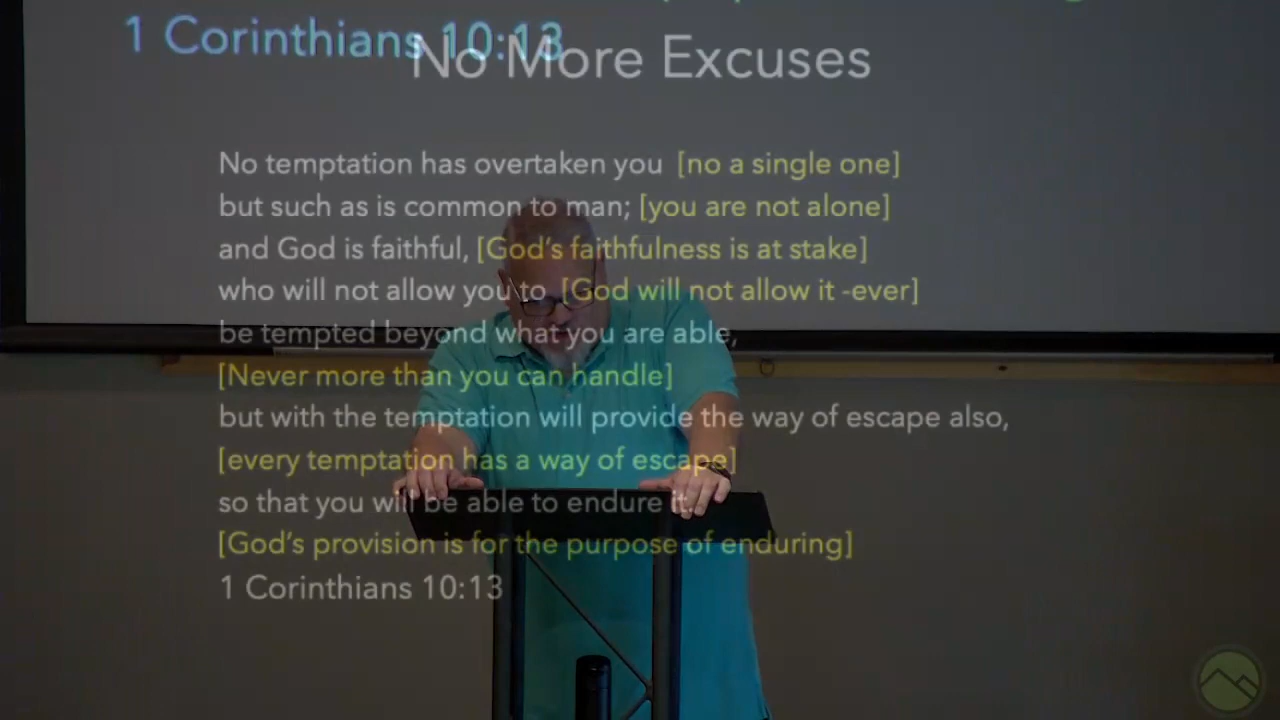 1 Corinthians 10:13
No More Excuses
No temptation has overtaken you [no a single one]
but such as is common to man; [you are not alone]
and God is faithful, [God's faithfulness is at stake]
who will not allow you to [God will not allow it -ever]
be tempted beyond what you are able,
[Never more than you can handle]
but with the temptation will provide the way of escape also,
[every temptation has a way of escape]
so that you will be able to endure it.
[God's provision is for the purpose of enduring]
1 Corinthians 10:13